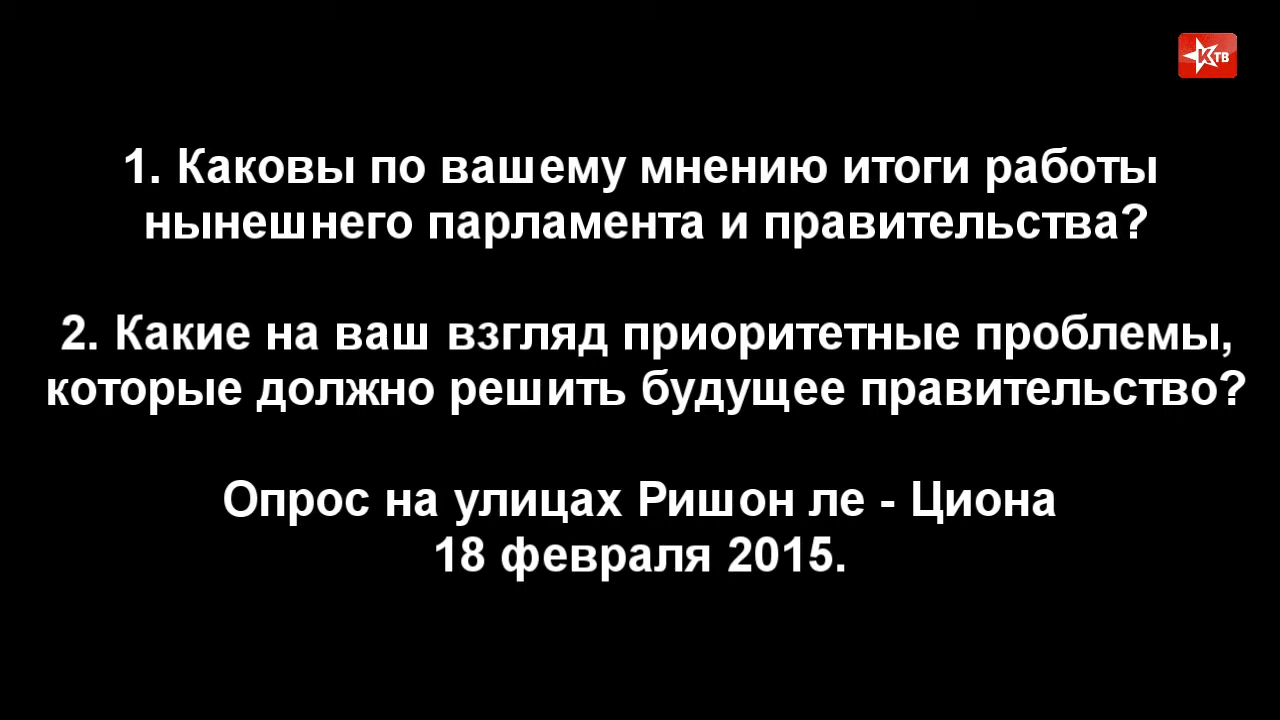 КТВ
1. Каковы по вашему мнению итоги работы
нынешнего парламента и правительства?
2. Какие на ваш взгляд приоритетные проблемы,
которые должно решить будущее правительство?
Опрос на улицах Ришон ле - Циона
18 февраля 2015.